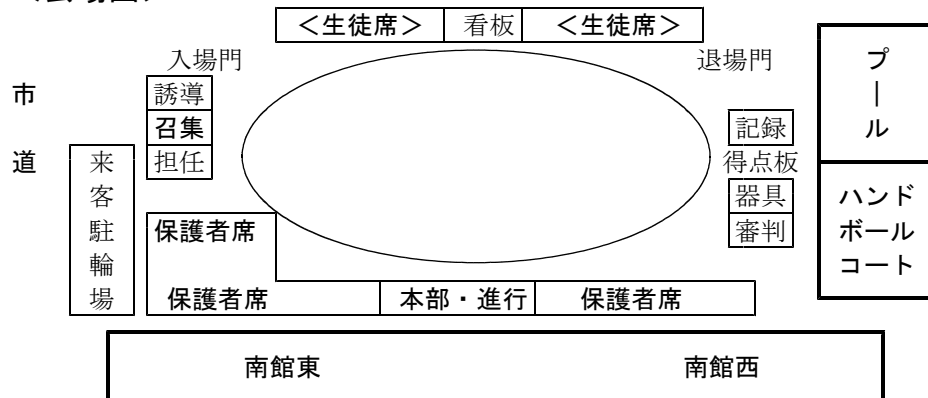 ＜生徒席＞ 看板 ＜生徒席＞
入場門 退場門
誘導
召集
担任
市道
来客駐輪場
記録
得点板
器具
審判
プール
ハンドボールコート
保護者席
保護者席 本部・進行 保護者席
南館東 南館西